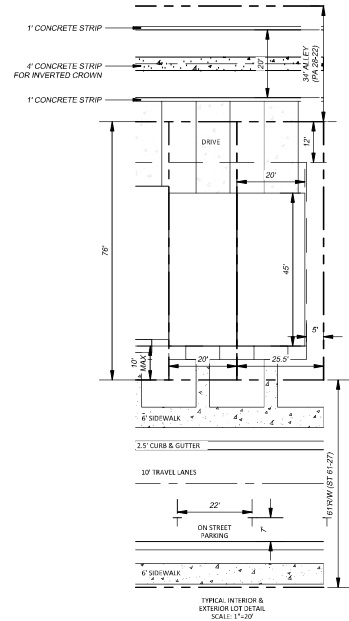 1' CONCRETE STRIP
4' CONCRETE STRIP
FOR INVERTED CROWN
1' CONCRETE STRIP
20'
34' ALLEY
(PA 28-22)
DRIVE
12'
20'
76'
45'
5'
10'
MAX
20'
25.5'
6' SIDEWALK
2.5' CURB & GUTTER
10' TRAVEL LANES
61'R/W (ST 61-27)
22'
ON STREET
PARKING
7'
6' SIDEWALK
TYPICAL INTERIOR &
EXTERIOR LOT DETAIL
SCALE: 1"=20'